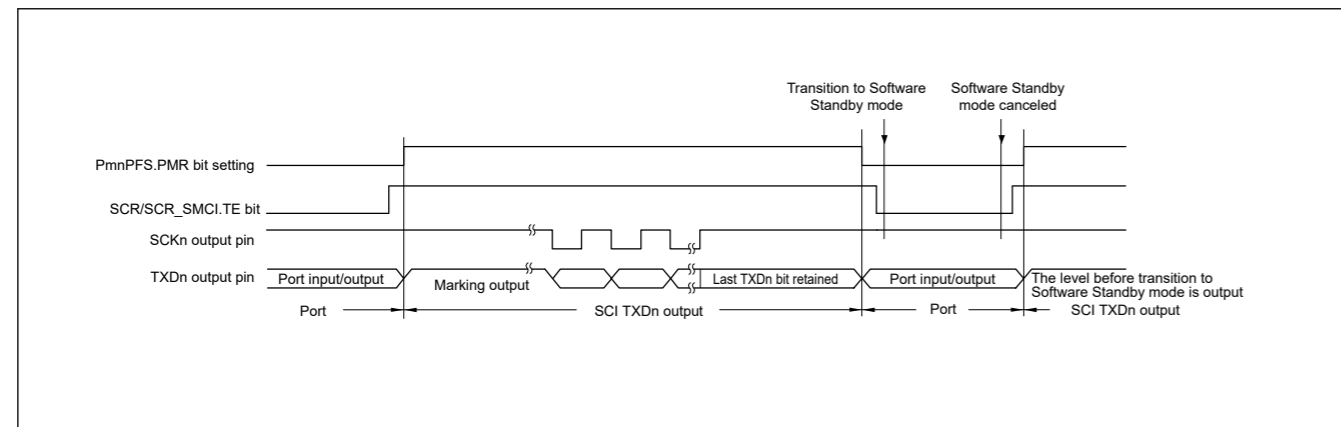 Transition to Software
Standby mode
Software Standby
mode canceled
PmnPFS.PMR bit setting
SCR/SCR_SMCI.TE bit
SCKn output pin
TXDn output pin
Port input/output
Marking output
Last TXDn bit retained
Port input/output
The level before transition to
Software Standby mode is output
Port
SCI TXDn output
Port
SCI TXDn output